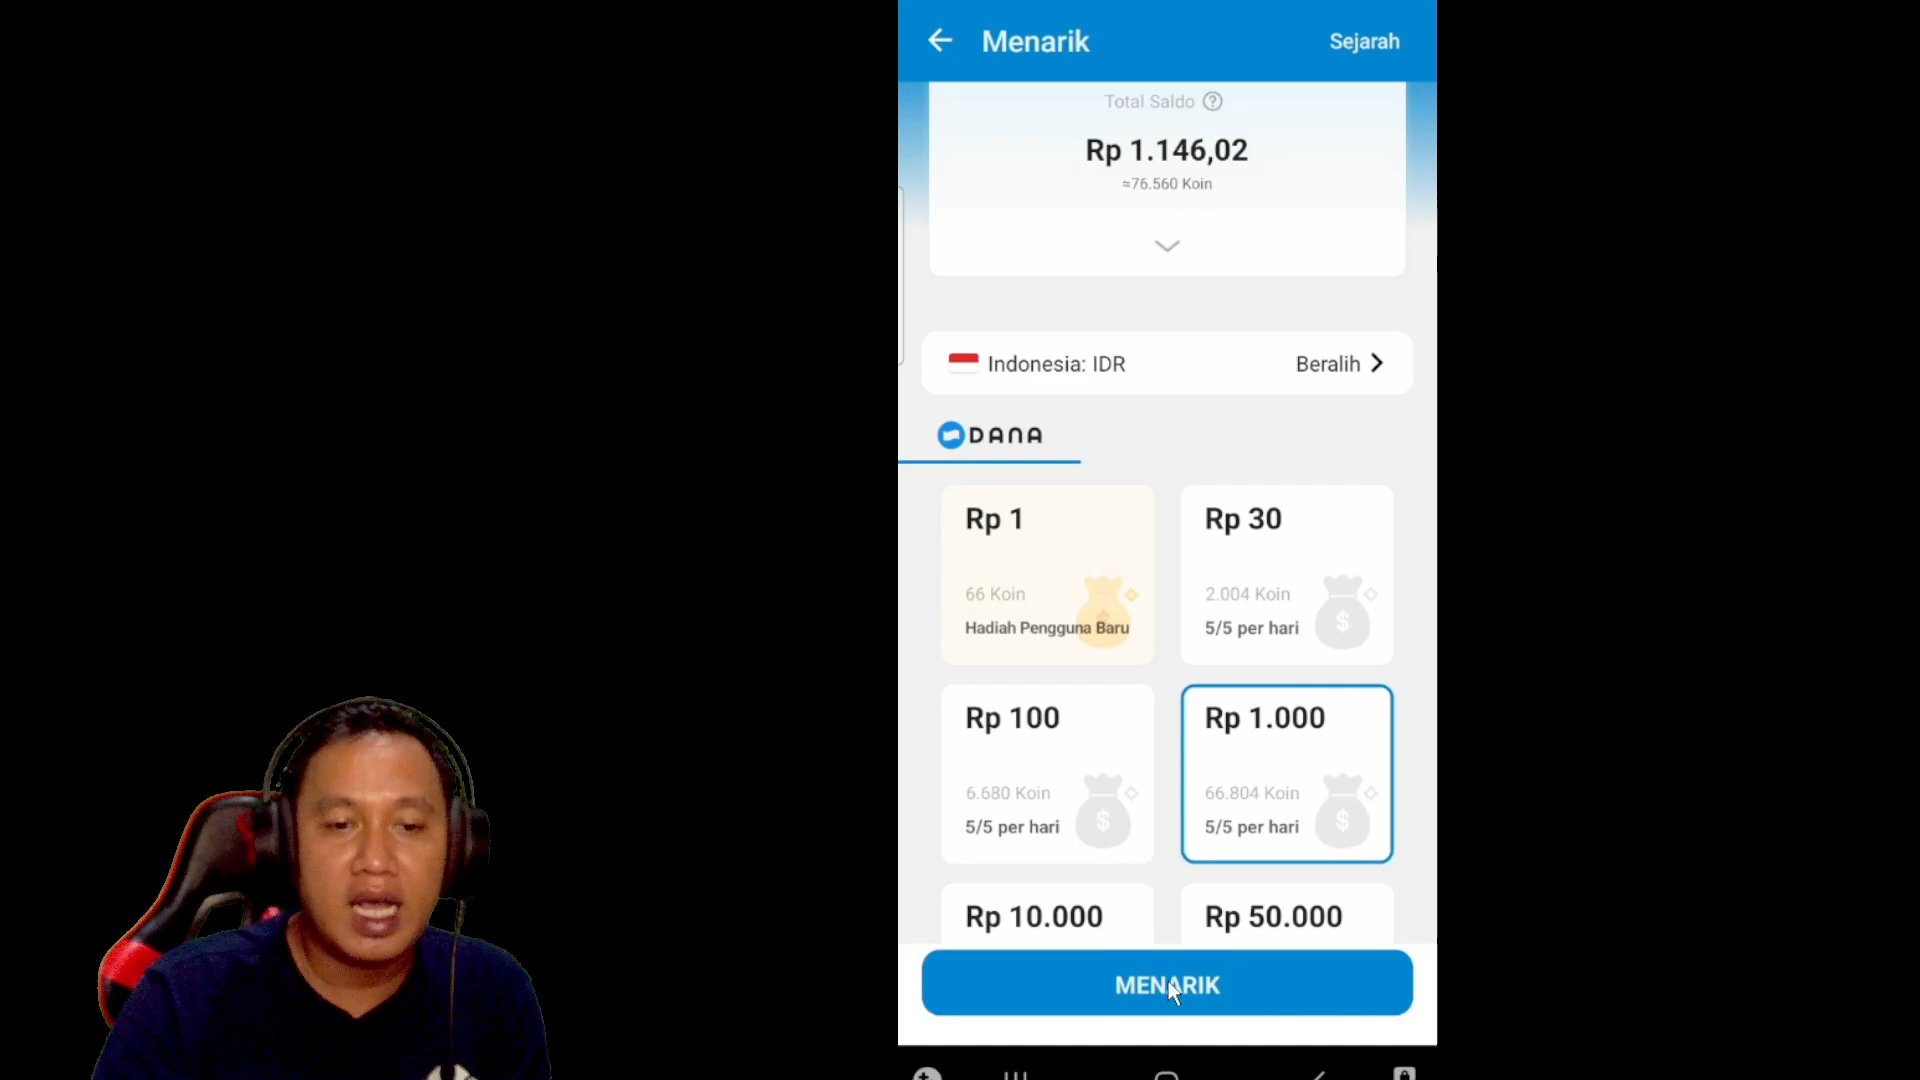 Menarik
Sejarah
Total Saldo ?
Rp 1.146,02
≈76.560 Koin
Indonesia: IDR
Beralih
DANA
Rp 1
66 Koin
Hadiah Pengguna Baru
Rp 30
2.004 Koin
5/5 per hari
Rp 100
6.680 Koin
5/5 per hari
Rp 1.000
66.804 Koin
5/5 per hari
Rp 10.000
Rp 50.000
MENARIK